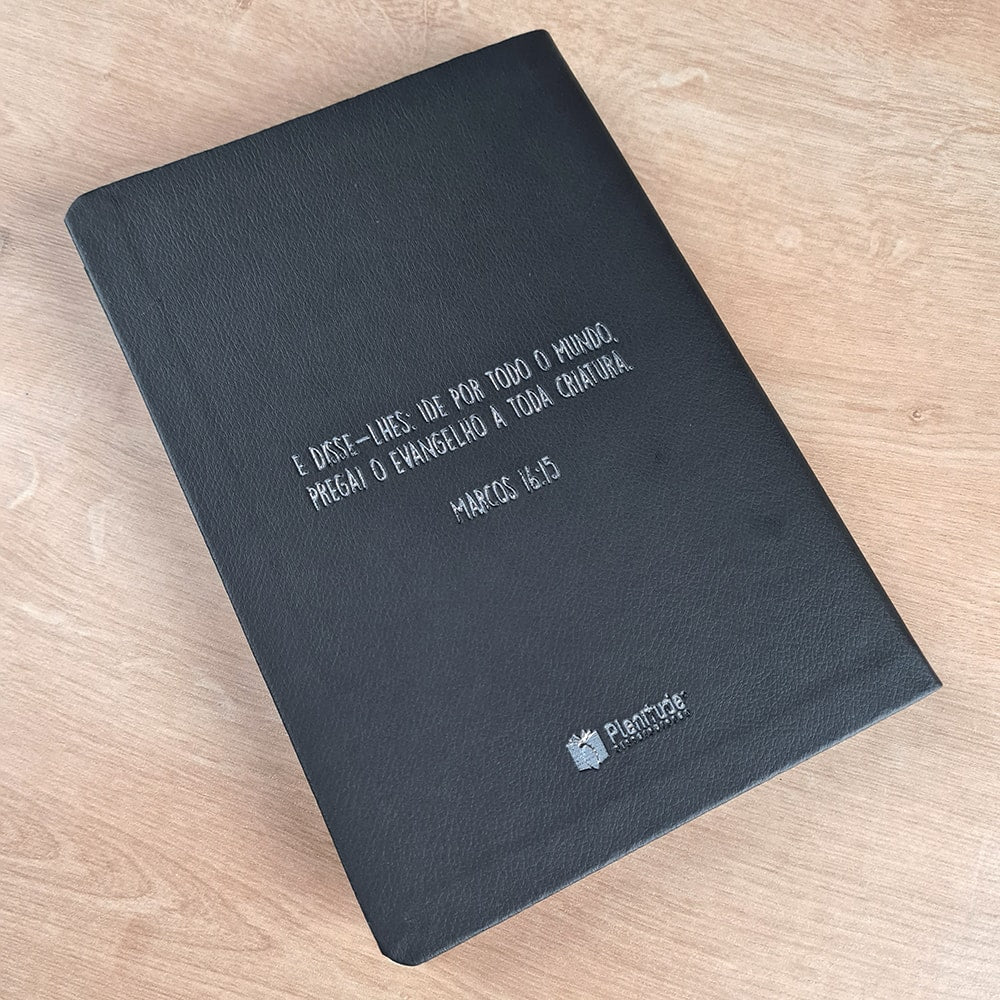 E DISSE-LHES: IDE POR TODO O MUNDO,
PREGAI O EVANGELHO A TODA CRIATURA.
MARCOS 16:15
Plenitude